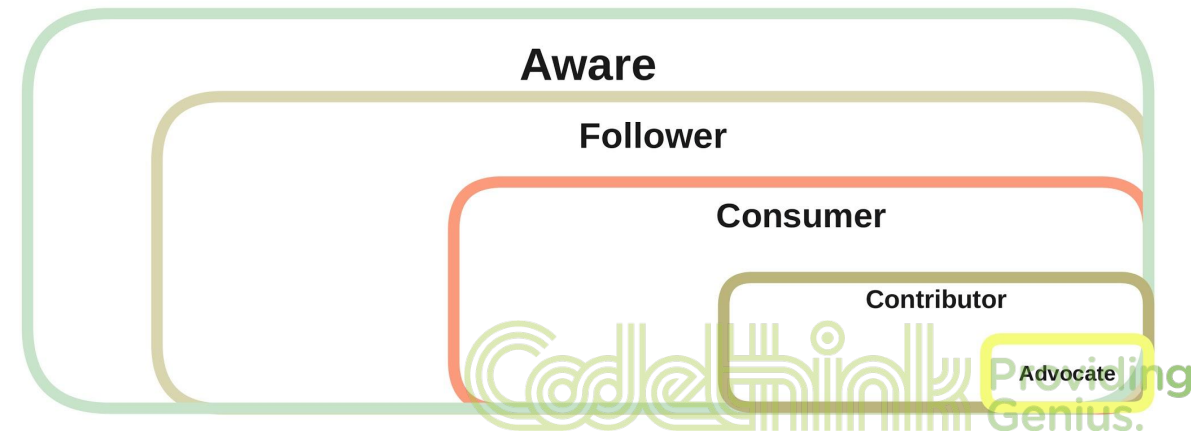 Aware
Follower
Consumer
Contributor
Advocate
Codethink
Providing
Genius.